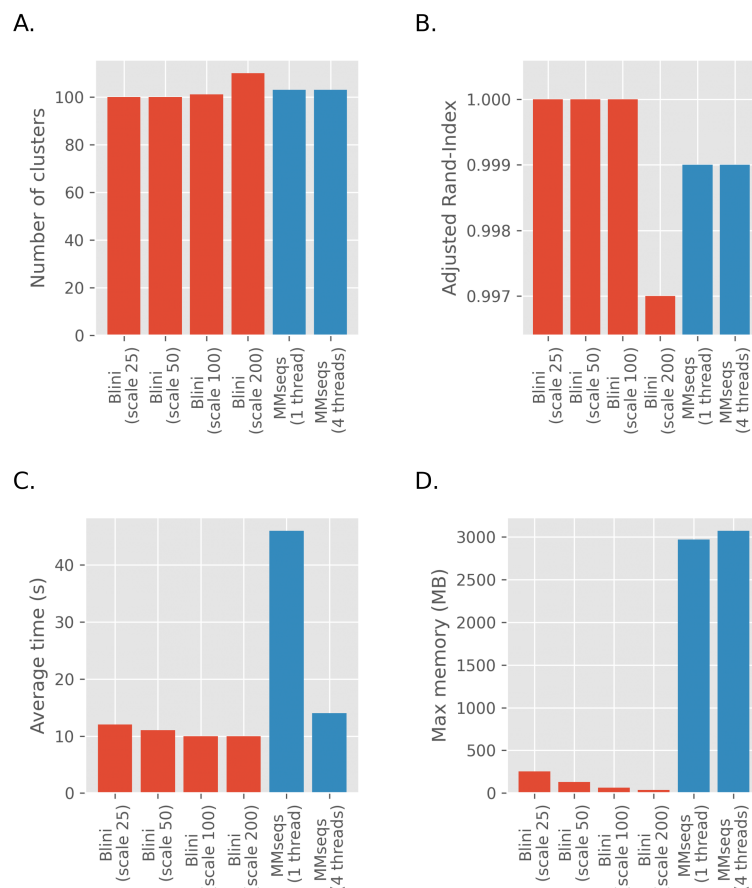 A.
B.
Number of clusters
100
80
60
40
20
0
Blini
(scale 25)
Blini
(scale 50)
Blini
(scale 100)
Blini
(scale 200)
MMseqs
(1 thread)
MMseqs
(4 threads)
Adjusted Rand-Index
1.000
0.999
0.998
0.997
Blini
(scale 25)
Blini
(scale 50)
Blini
(scale 100)
Blini
(scale 200)
MMseqs
(1 thread)
MMseqs
(4 threads)
C.
D.
Average time (s)
40
30
20
10
0
Blini
(scale 25)
Blini
(scale 50)
Blini
scale 100)
Blini
scale 200)
MMseqs
(1 thread)
MMseqs
(4 threads)
Max memory (MB)
3000
2500
2000
1500
1000
500
0
Blini
(scale 25)
Blini
(scale 50)
Blini
scale 100)
Blini
scale 200)
MMseqs
(1 thread)
MMseqs
4 threads)